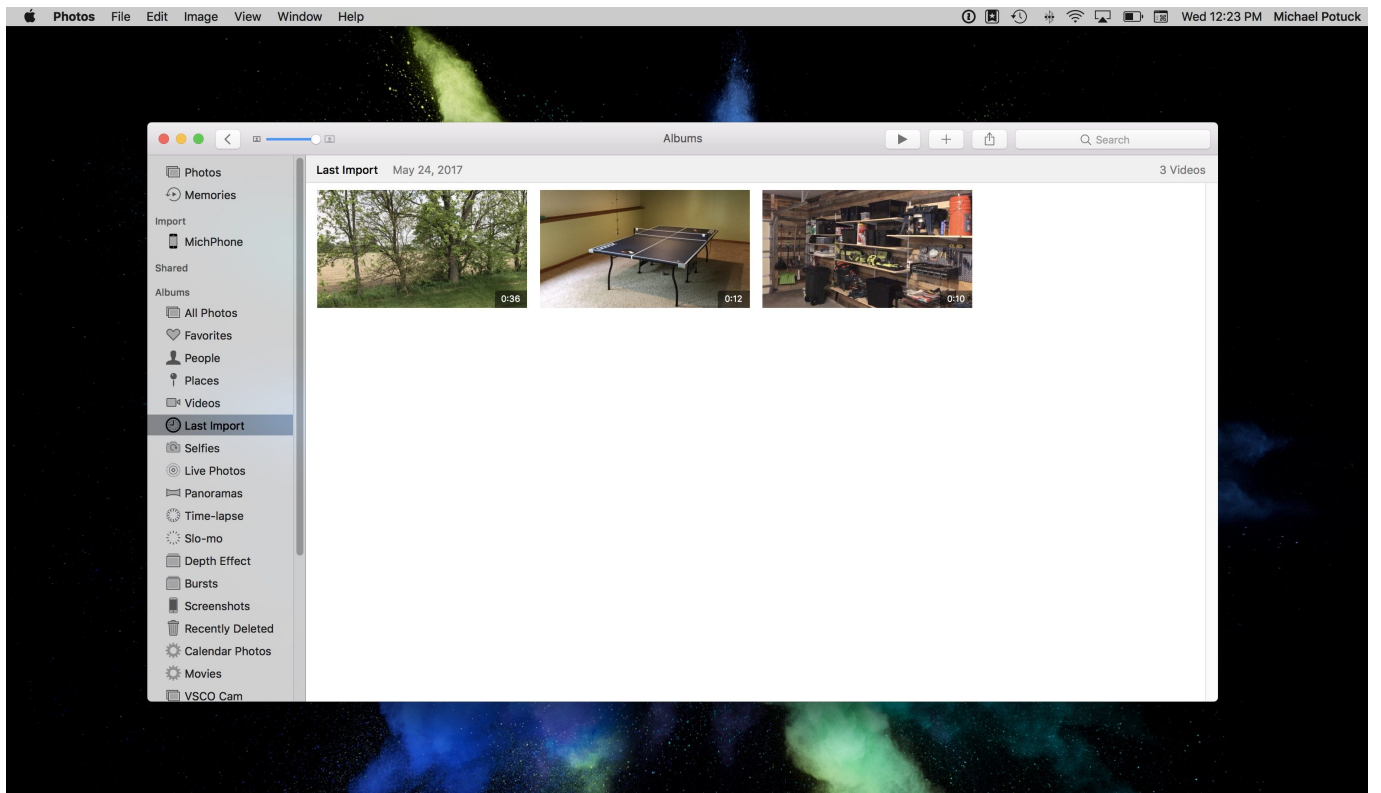 Photos File Edit Image View Window Help Wed 12:23 PM Michael Potuck
Albums Search
Photos
Memories
Import
MichPhone
Shared
Albums
All Photos
Favorites
People
Places
Videos
Last Import
Selfies
Live Photos
Panoramas
Time-lapse
Slo-mo
Depth Effect
Bursts
Screenshots
Recently Deleted
Calendar Photos
Movies
VSCO Cam
Last Import May 24, 2017 3 Videos
0:36 0:12 0:10